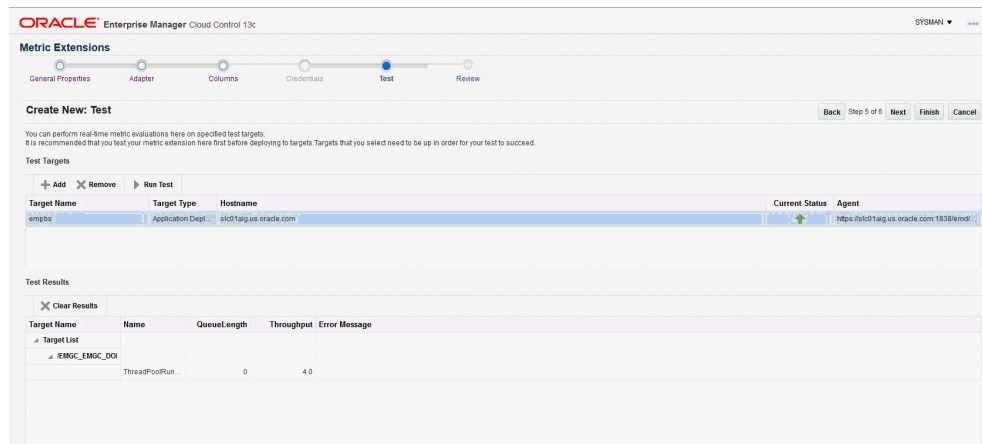 ORACLE Enterprise Manager Cloud Control 13c
SYSMAN
Metric Extensions
General Properties Adapter Columns Credentials Test Review
Create New: Test
Back Step 5 of 6 Next Finish Cancel
You can perform real-time metric evaluations here on specified test targets.
It is recommended that you test your metric extension here first before deploying to targets.Targets that you select need to be up in order for your test to succeed.
Test Targets
Add Remove Run Test
Target Name Target Type Hostname Current Status Agent
empbs Application Depl... slc01aig.us.oracle.com https://slc01aig.us.oracle.com:1838/emd/...
Test Results
Clear Results
Target Name Name QueueLength Throughput Error Message
Target List
/EMGC_EMGC_DOI
ThreadPoolRun... 0 4.0